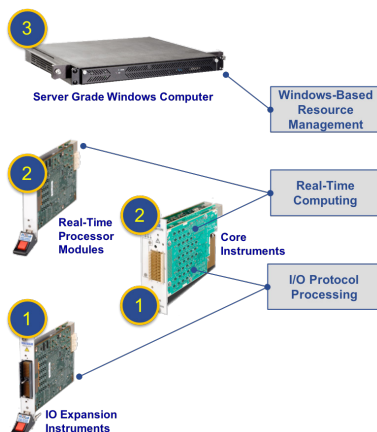 3
Server Grade Windows Computer
Windows-Based
Resource
Management
2
Real-Time
Processor
Modules
2
Core
Instruments
Real-Time
Computing
1
I/O Protocol
Processing
1
IO Expansion
Instruments